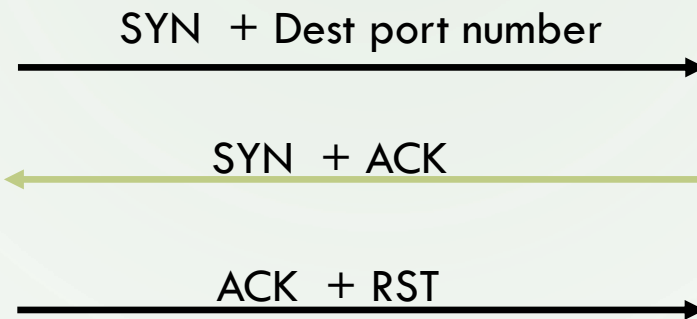 SYN + Dest port number
SYN + ACK
ACK + RST